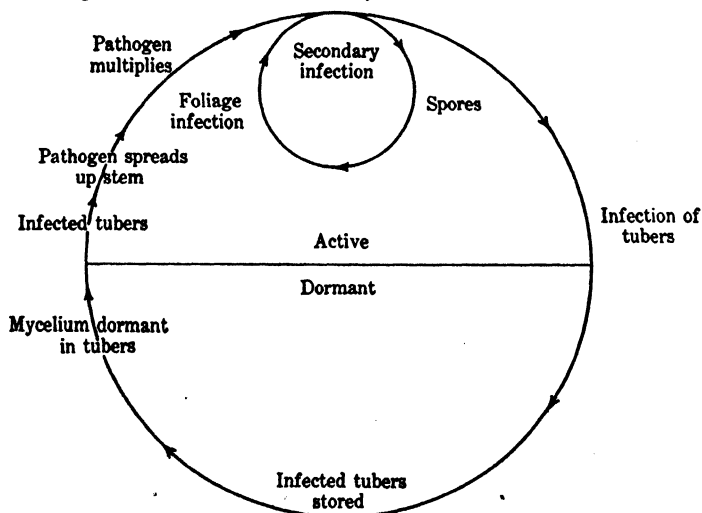 Pathogen
multiplies
Secondary
infection
Foliage
infection
Spores
Pathogen spreads
up stem
Infected tubers
Infection of
tubers
Active
Dormant
Mycelium dormant
in tubers
Infected tubers
stored